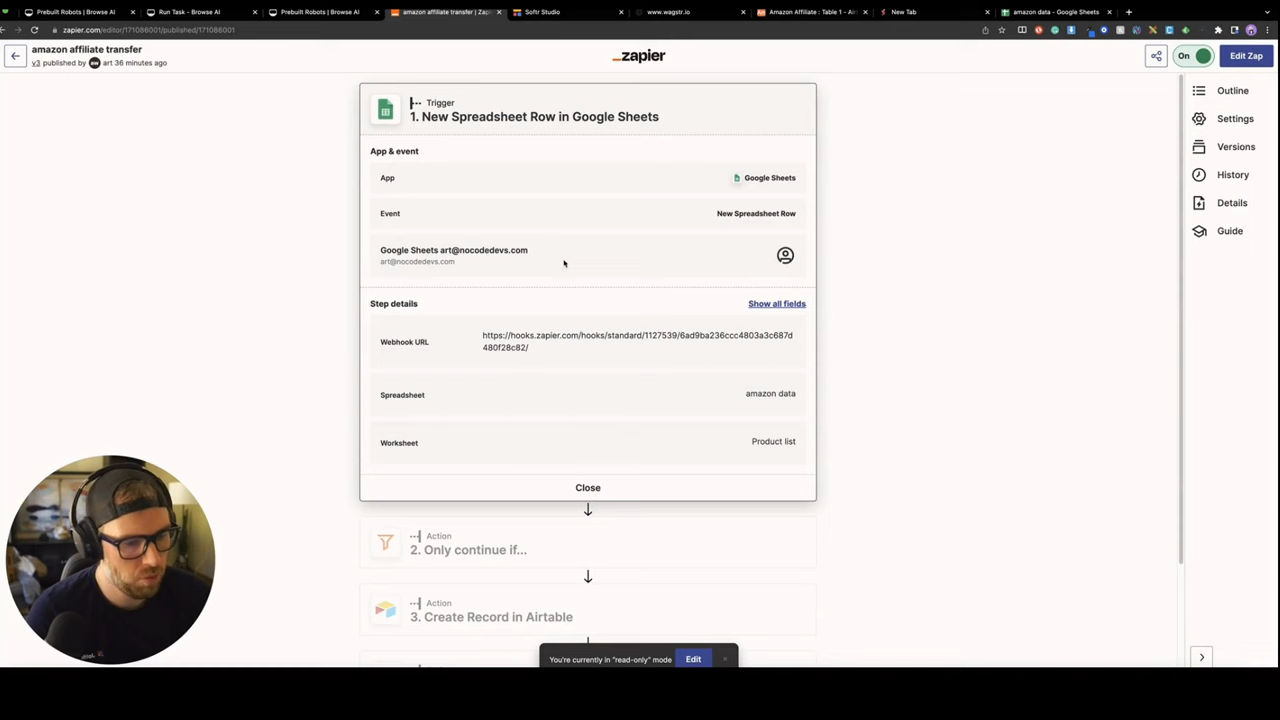 Prebuilt Robots | Browse AI
Run Task - Browse AI
Prebuilt Robots | Browse AI
amazon affiliate transfer | Zap
Softr Studio
www.wagstr.io
Amazon Affiliate : Table 1 - Air
New Tab
amazon data - Google Sheets
zapier.com/editor/171086001/published/171086001
amazon affiliate transfer
v3 published by art 36 minutes ago
zapier
On
Edit Zap
Trigger
1. New Spreadsheet Row in Google Sheets
App & event
App
Google Sheets
Event
New Spreadsheet Row
Google Sheets art@nocodedevs.com
art@nocodedevs.com
Step details
Show all fields
Webhook URL
https://hooks.zapier.com/hooks/standard/1127539/6ad9ba236ccc4803a3c687d
480f28c82/
Spreadsheet
amazon data
Worksheet
Product list
Close
Action
2. Only continue if...
Action
3. Create Record in Airtable
You're currently in "read-only" mode
Edit
Outline
Settings
Versions
History
Details
Guide